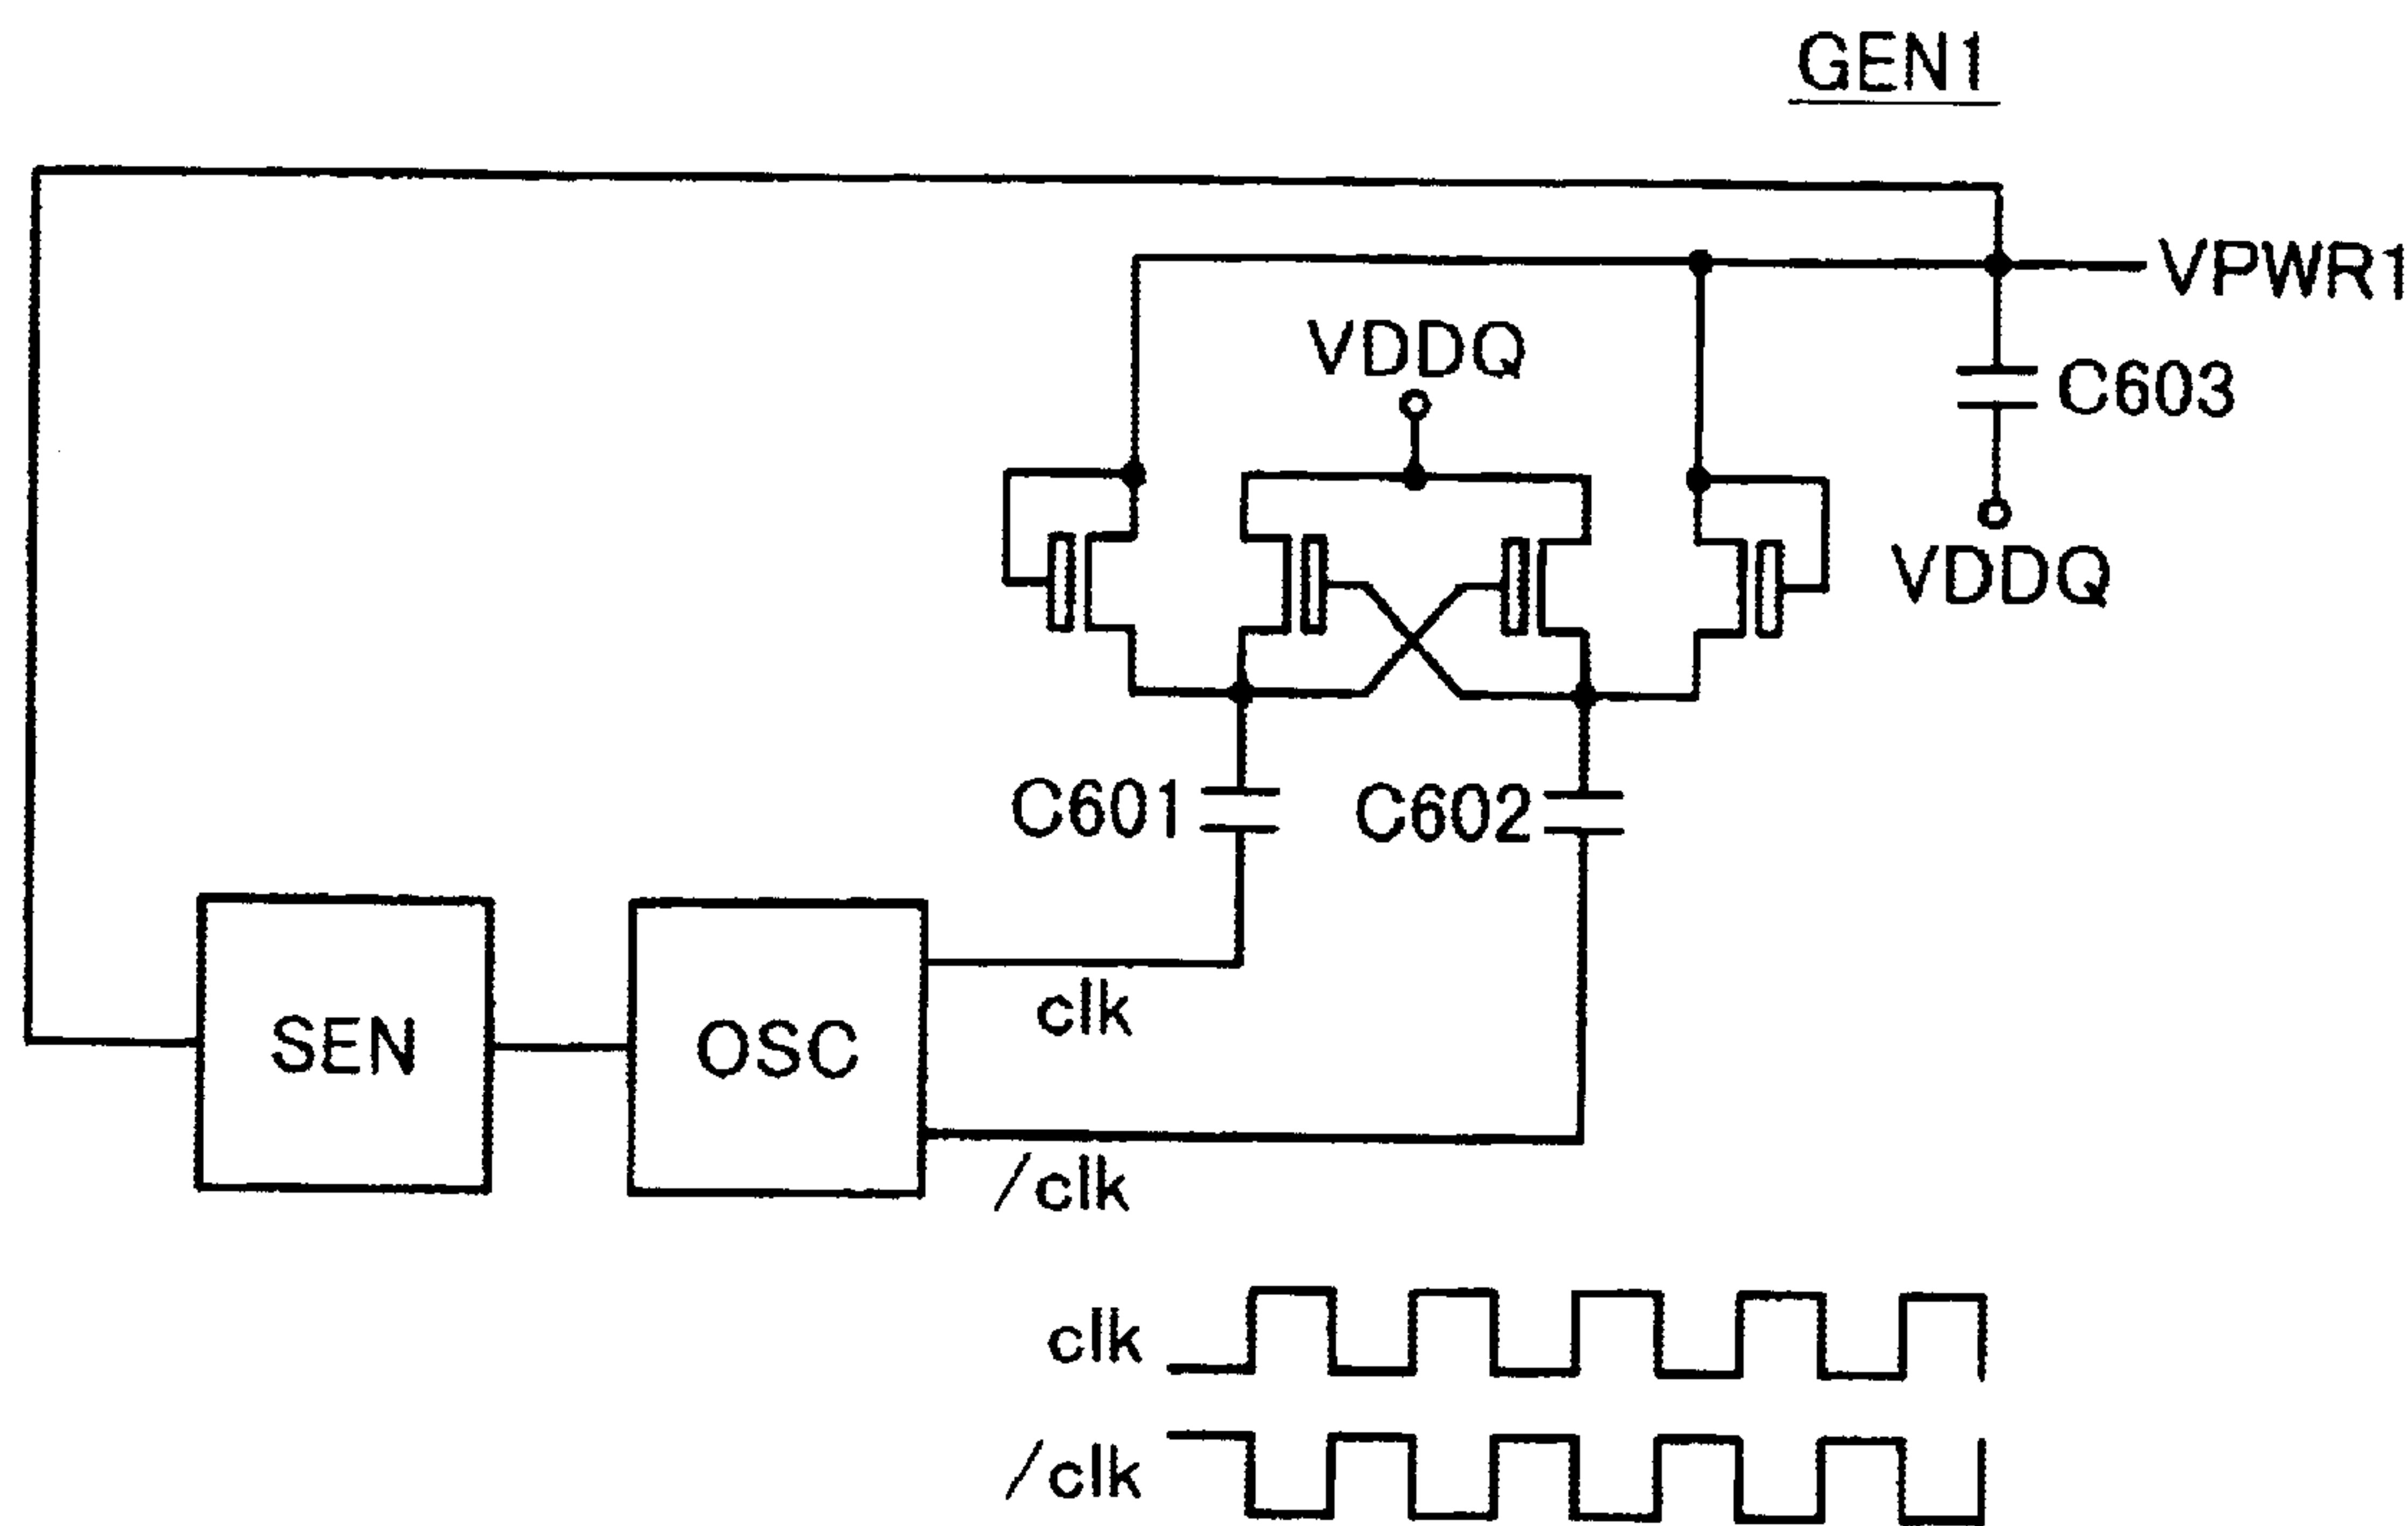 GEN1
VPWR1
VDDQ
C603
VDDQ
C601
C602
SEN
OSC
clk
/clk
clk
/clk